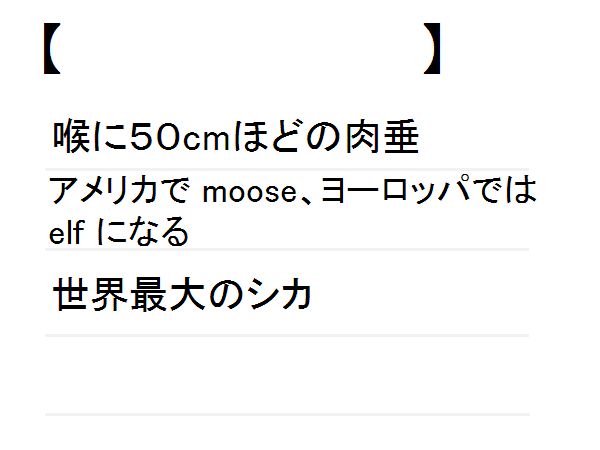 【　　　　　　　　　】
喉に５０cmほどの肉垂
アメリカで moose、ヨーロッパでは
elf になる
世界最大のシカ